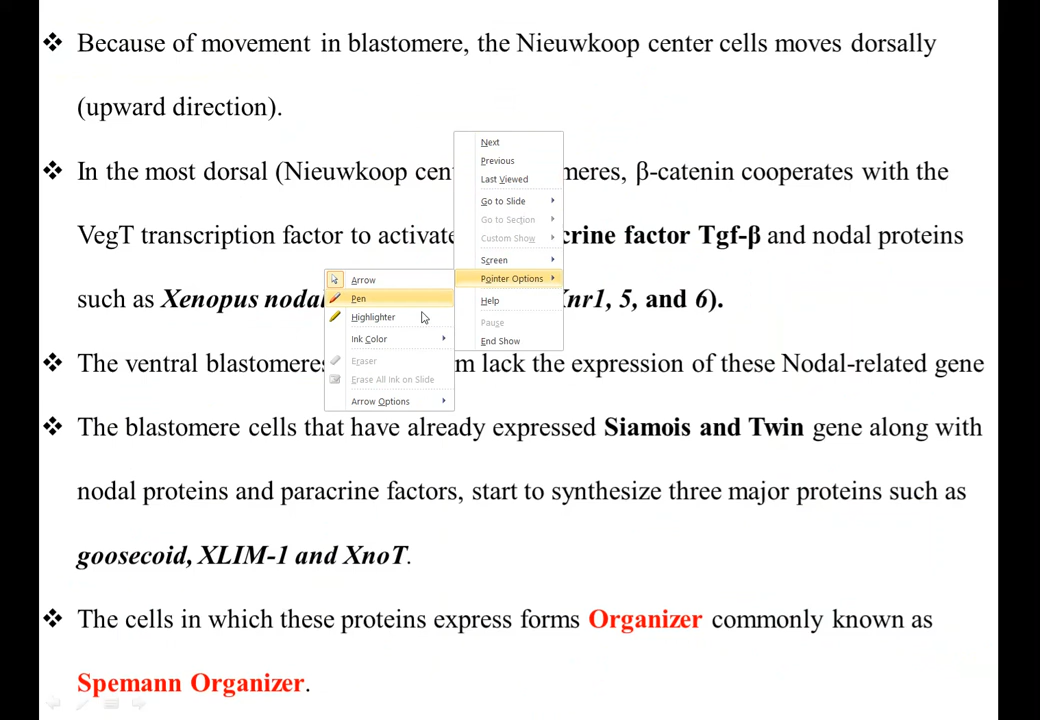 ❖ Because of movement in blastomere, the Nieuwkoop center cells moves dorsally
(upward direction).
❖ In the most dorsal (Nieuwkoop cen meres, β-catenin cooperates with the
VegT transcription factor to activate crine factor Tgf-β and nodal proteins
such as Xenopus nodal nr1, 5, and 6).
❖ The ventral blastomeres m lack the expression of these Nodal-related gene
❖ The blastomere cells that have already expressed Siamois and Twin gene along with
nodal proteins and paracrine factors, start to synthesize three major proteins such as
goosecoid, XLIM-1 and XnoT.
❖ The cells in which these proteins express forms Organizer commonly known as
Spemann Organizer.
Next
Previous
Last Viewed
Go to Slide
Go to Section
Custom Show
Screen
Pointer Options
Help
Pause
End Show
Arrow
Pen
Highlighter
Ink Color
Eraser
Erase All Ink on Slide
Arrow Options